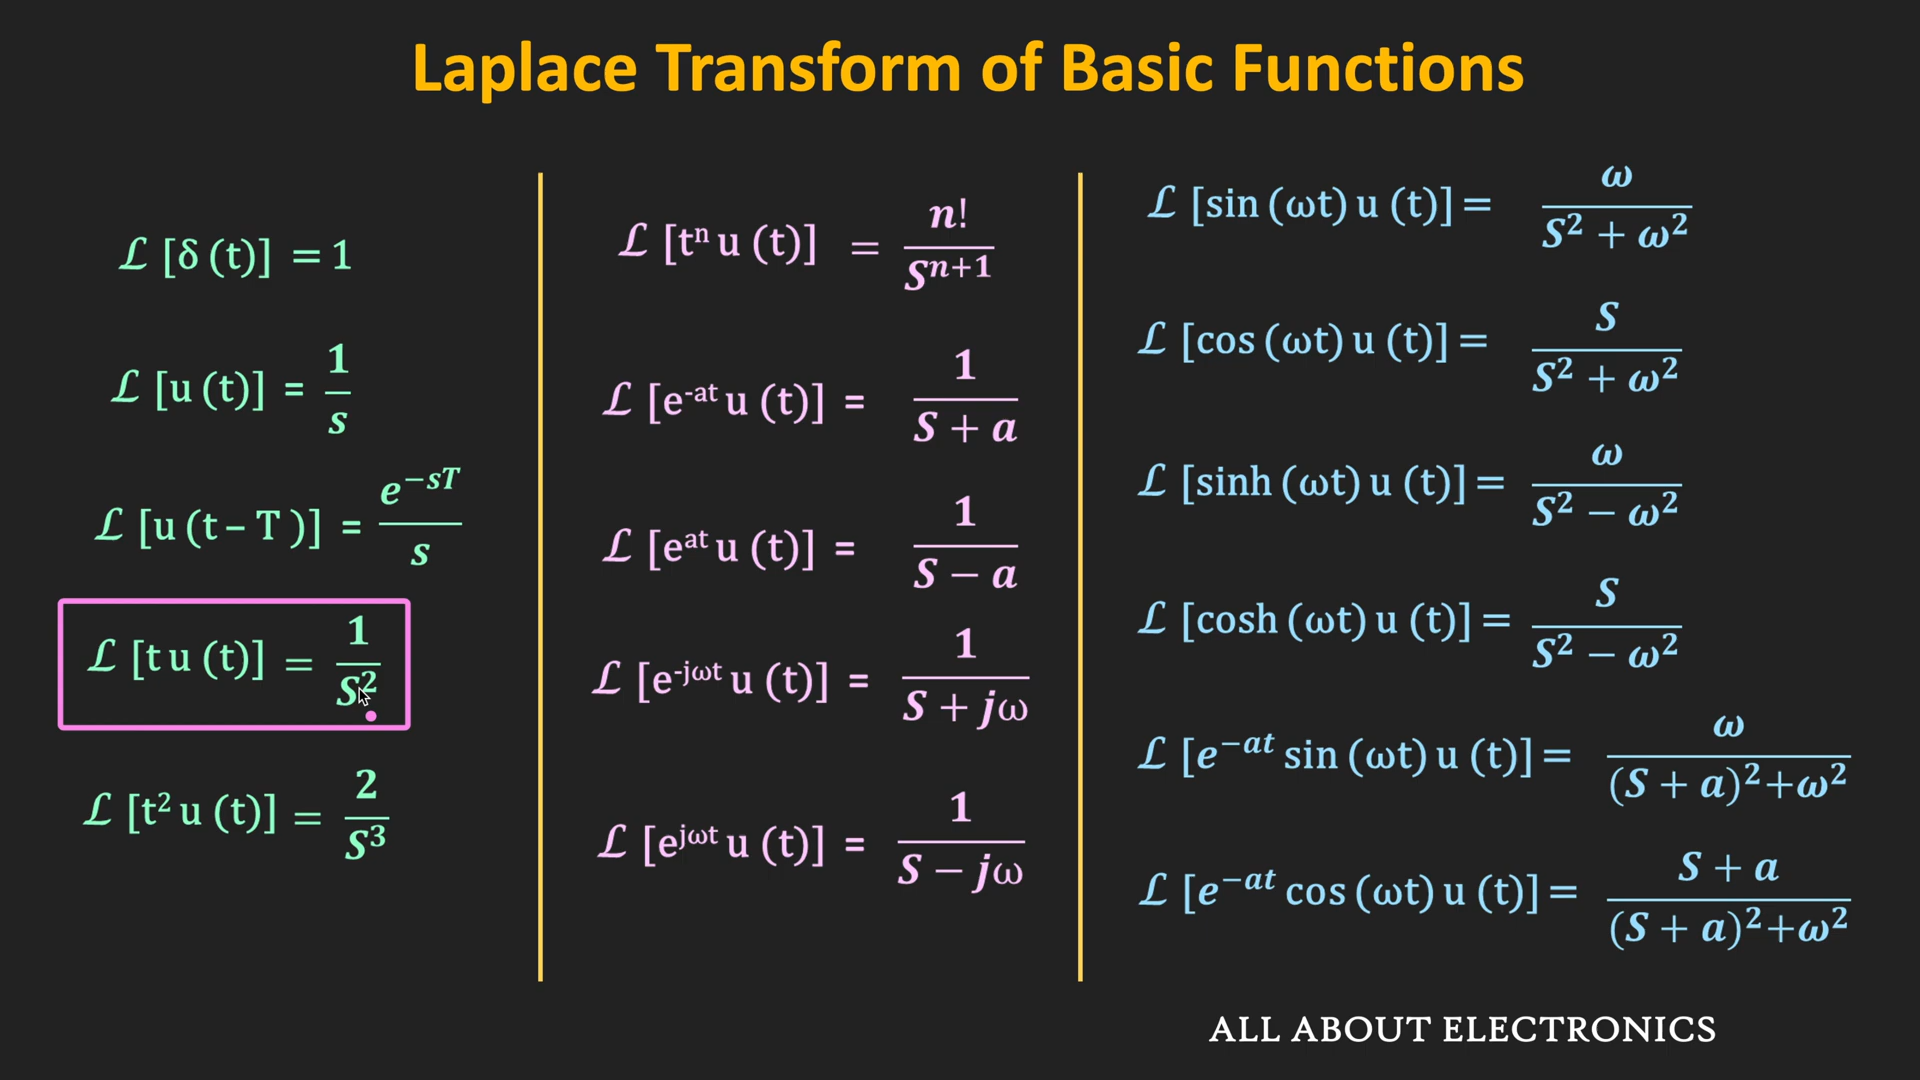 Laplace Transform of Basic Functions
ℒ [δ (t)] = 1
ℒ [u (t)] = 1/s
ℒ [u (t – T )] = e^−sT/s
ℒ [t u (t)] = 1/S²
ℒ [t² u (t)] = 2/S³
ℒ [tⁿ u (t)] = n!/S^n+1
ℒ [e^-at u (t)] = 1/S + a
ℒ [e^at u (t)] = 1/S − a
ℒ [e^-jωt u (t)] = 1/S + jω
ℒ [e^jωt u (t)] = 1/S − jω
ℒ [sin (ωt) u (t)] = ω/S² + ω²
ℒ [cos (ωt) u (t)] = S/S² + ω²
ℒ [sinh (ωt) u (t)] = ω/S² − ω²
ℒ [cosh (ωt) u (t)] = S/S² − ω²
ℒ [e^−at sin (ωt) u (t)] = ω/(S + a)²+ω²
ℒ [e^−at cos (ωt) u (t)] = S + a/(S + a)²+ω²
ALL ABOUT ELECTRONICS